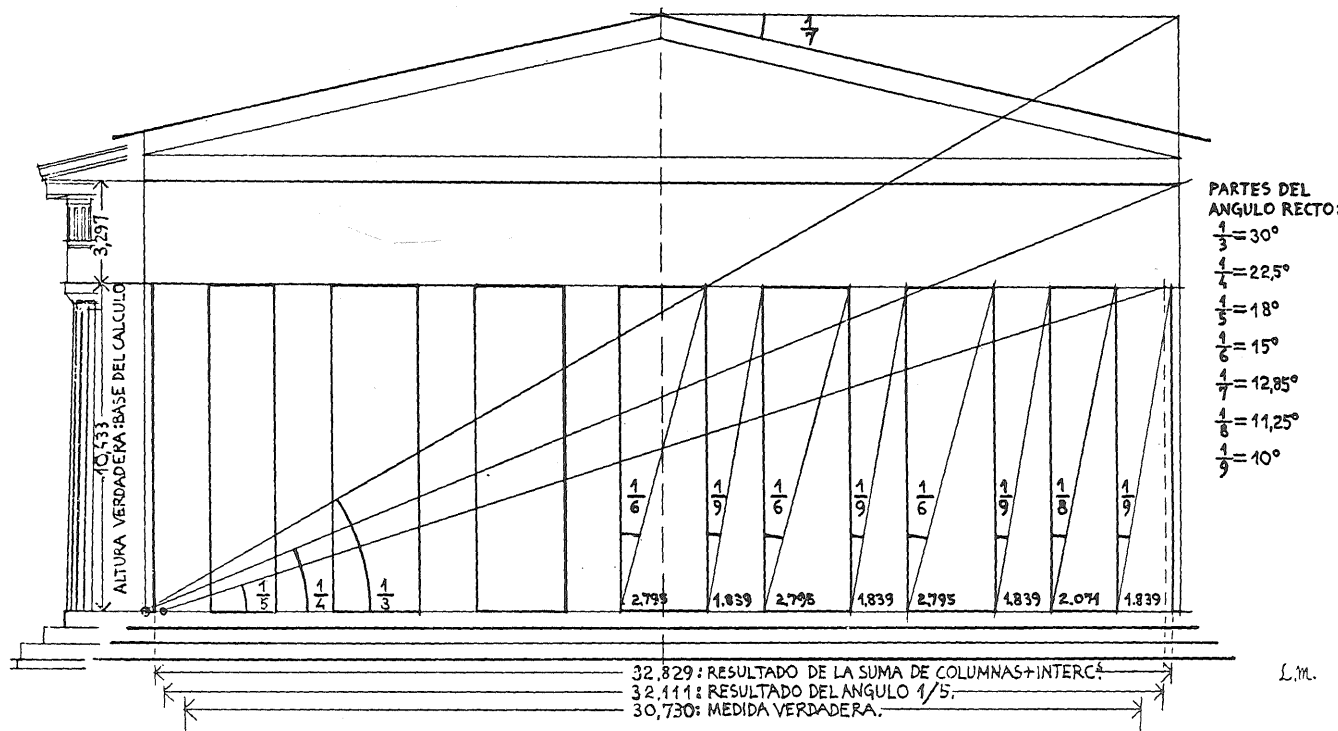 1/7
PARTES DEL
ANGULO RECTO:
1/3 = 30°
1/4 = 22,5°
1/5 = 18°
1/6 = 15°
1/7 = 12,85°
1/8 = 11,25°
1/9 = 10°
3,297
10,433
ALTURA VERDADERA: BASE DEL CALCULO
1/5 1/4 1/3
1/6 1/9 1/6 1/9 1/6 1/9 1/8 1/9
2,795 1,839 2,795 1,839 2,795 1,839 2,071 1,839
32,829: RESULTADO DE LA SUMA DE COLUMNAS+INTERCS.
32,111: RESULTADO DEL ANGULO 1/5.
30,730: MEDIDA VERDADERA.
L.M.